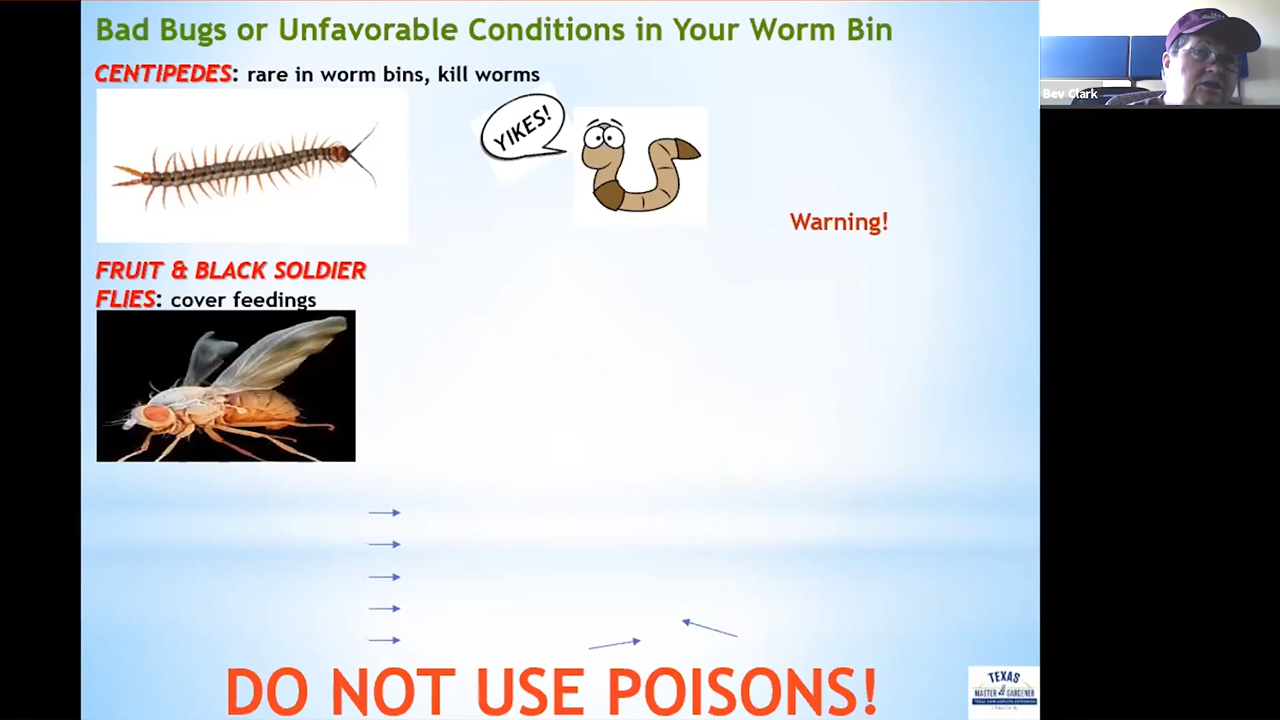 Bad Bugs or Unfavorable Conditions in Your Worm Bin
CENTIPEDES: rare in worm bins, kill worms
YIKES!
Warning!
FRUIT & BLACK SOLDIER
FLIES: cover feedings
DO NOT USE POISONS!
TEXAS
MASTER GARDENER
Bev Clark